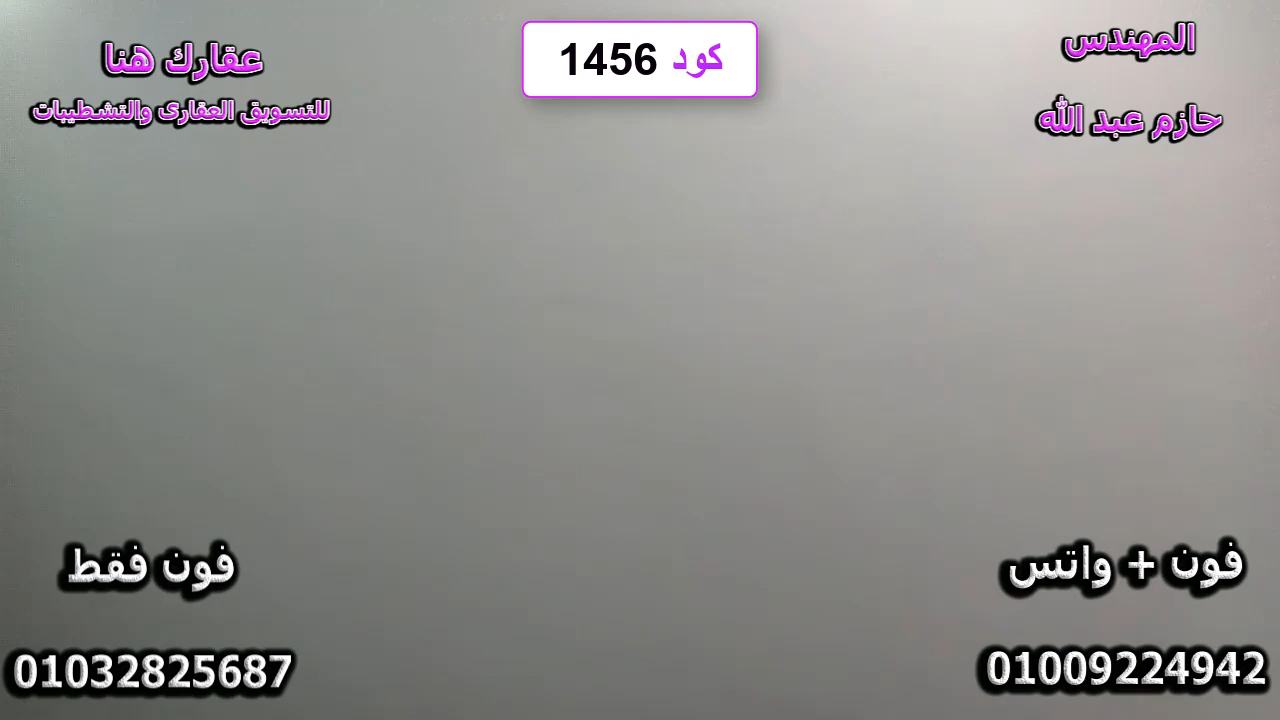 المهندس
حازم عبد الله
كود 1456
عقارك هنا
للتسويق العقارى والتشطيبات
فون + واتس
01009224942
فون فقط
01032825687